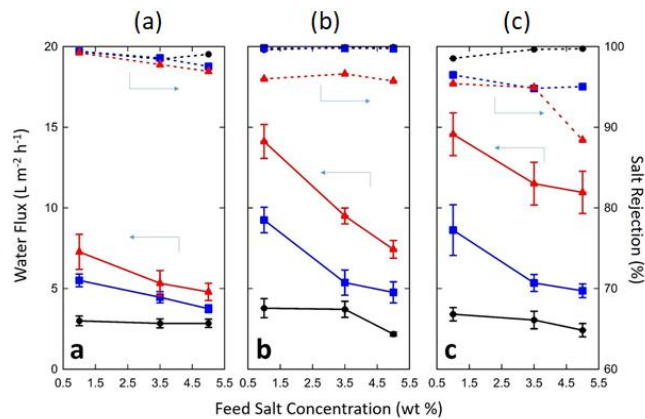 (a) (b) (c)
20 100
15 90
10 80
5 70
0 60
Water Flux (L m⁻² h⁻¹)
Salt Rejection (%)
a b c
0.5 1.5 2.5 3.5 4.5 5.5 0.5 1.5 2.5 3.5 4.5 5.5 0.5 1.5 2.5 3.5 4.5 5.5
Feed Salt Concentration (wt %)